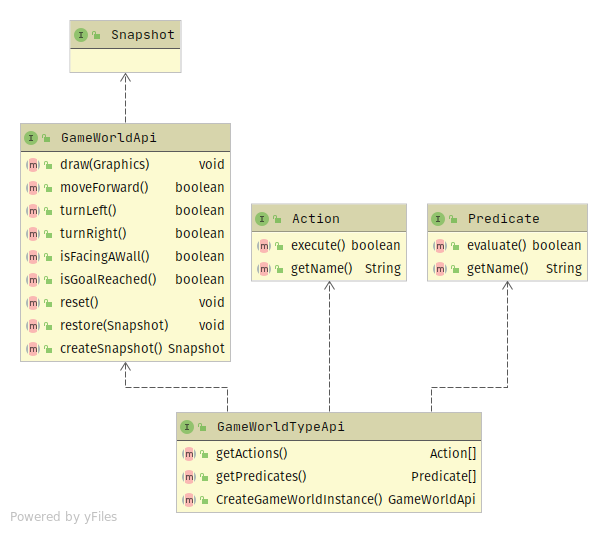 Snapshot
GameWorldApi
draw(Graphics) void
moveForward() boolean
turnLeft() boolean
turnRight() boolean
isFacingAWall() boolean
isGoalReached() boolean
reset() void
restore(Snapshot) void
createSnapshot() Snapshot
Action
execute() boolean
getName() String
Predicate
evaluate() boolean
getName() String
GameWorldTypeApi
getActions() Action[]
getPredicates() Predicate[]
CreateGameWorldInstance() GameWorldApi
Powered by yFiles